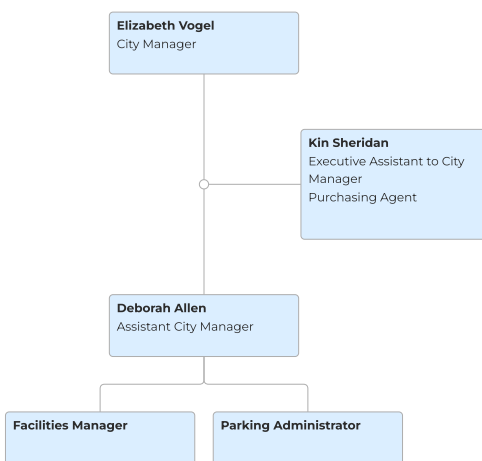 Elizabeth Vogel
City Manager
Kin Sheridan
Executive Assistant to City
Manager
Purchasing Agent
Deborah Allen
Assistant City Manager
Facilities Manager
Parking Administrator